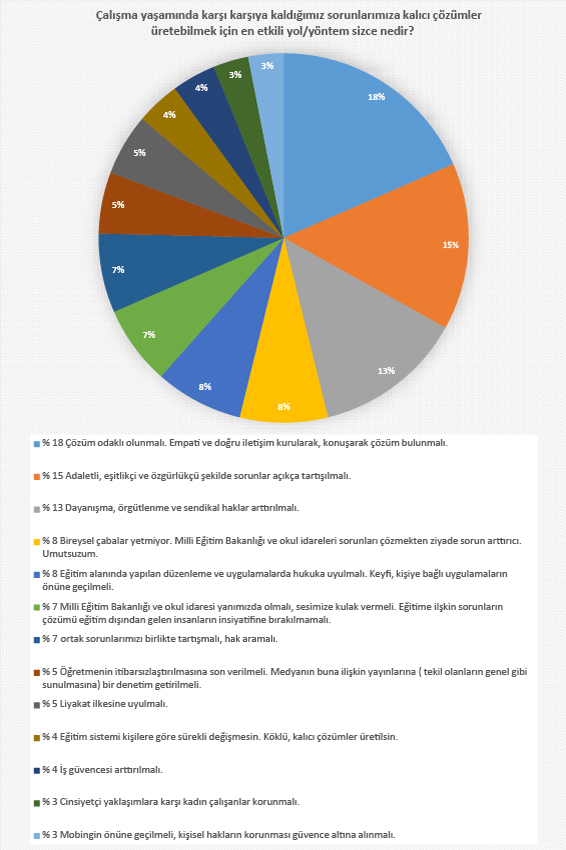 Çalışma yaşamında karşı karşıya kaldığımız sorunlarımıza kalıcı çözümler
üretebilmek için en etkili yol/yöntem sizce nedir?
3%
3%
4%
18%
4%
5%
5%
15%
7%
7%
13%
8%
8%
% 18 Çözüm odaklı olunmalı. Empati ve doğru iletişim kurularak, konuşarak çözüm bulunmalı.
% 15 Adaletli, eşitlikçi ve özgürlükçü şekilde sorunlar açıkça tartışılmalı.
% 13 Dayanışma, örgütlenme ve sendikal haklar arttırılmalı.
% 8 Bireysel çabalar yetmiyor. Milli Eğitim Bakanlığı ve okul idareleri sorunları çözmekten ziyade sorun arttırıcı.
Umutsuzum.
% 8 Eğitim alanında yapılan düzenleme ve uygulamalarda hukuka uyulmalı. Keyfi, kişiye bağlı uygulamaların
önüne geçilmeli.
% 7 Milli Eğitim Bakanlığı ve okul idaresi yanımızda olmalı, sesimize kulak vermeli. Eğitime ilişkin sorunların
çözümü eğitim dışından gelen insanların insiyatifine bırakılmamalı.
% 7 ortak sorunlarımızı birlikte tartışmalı, hak aramalı.
% 5 Öğretmenin itibarsızlaştırılmasına son verilmeli. Medyanın buna ilişkin yayınlarına ( tekil olanların genel gibi
sunulmasına) bir denetim getirilmeli.
% 5 Liyakat ilkesine uyulmalı.
% 4 Eğitim sistemi kişilere göre sürekli değişmesin. Köklü, kalıcı çözümler üretilsin.
% 4 İş güvencesi arttırılmalı.
% 3 Cinsiyetçi yaklaşımlara karşı kadın çalışanlar korunmalı.
% 3 Mobingin önüne geçilmeli, kişisel hakların korunması güvence altına alınmalı.